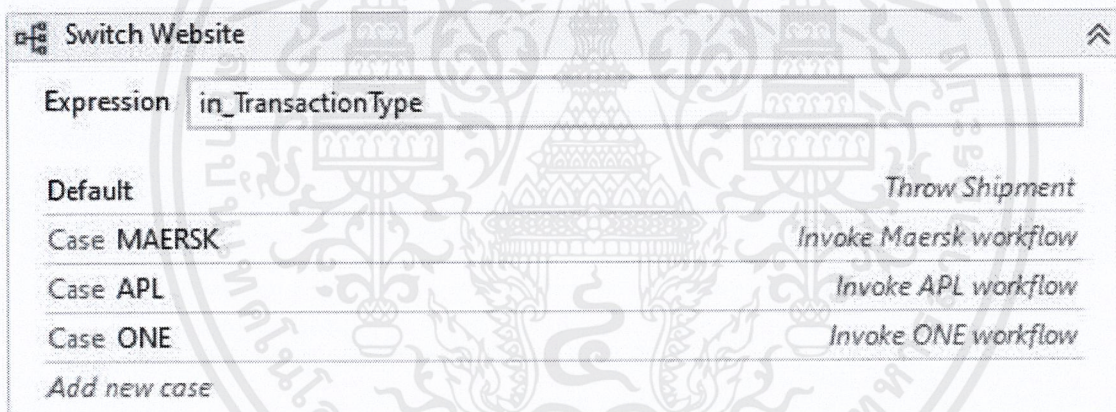 Switch Website
Expression in_TransactionType
Default Throw Shipment
Case MAERSK Invoke Maersk workflow
Case APL Invoke APL workflow
Case ONE Invoke ONE workflow
Add new case